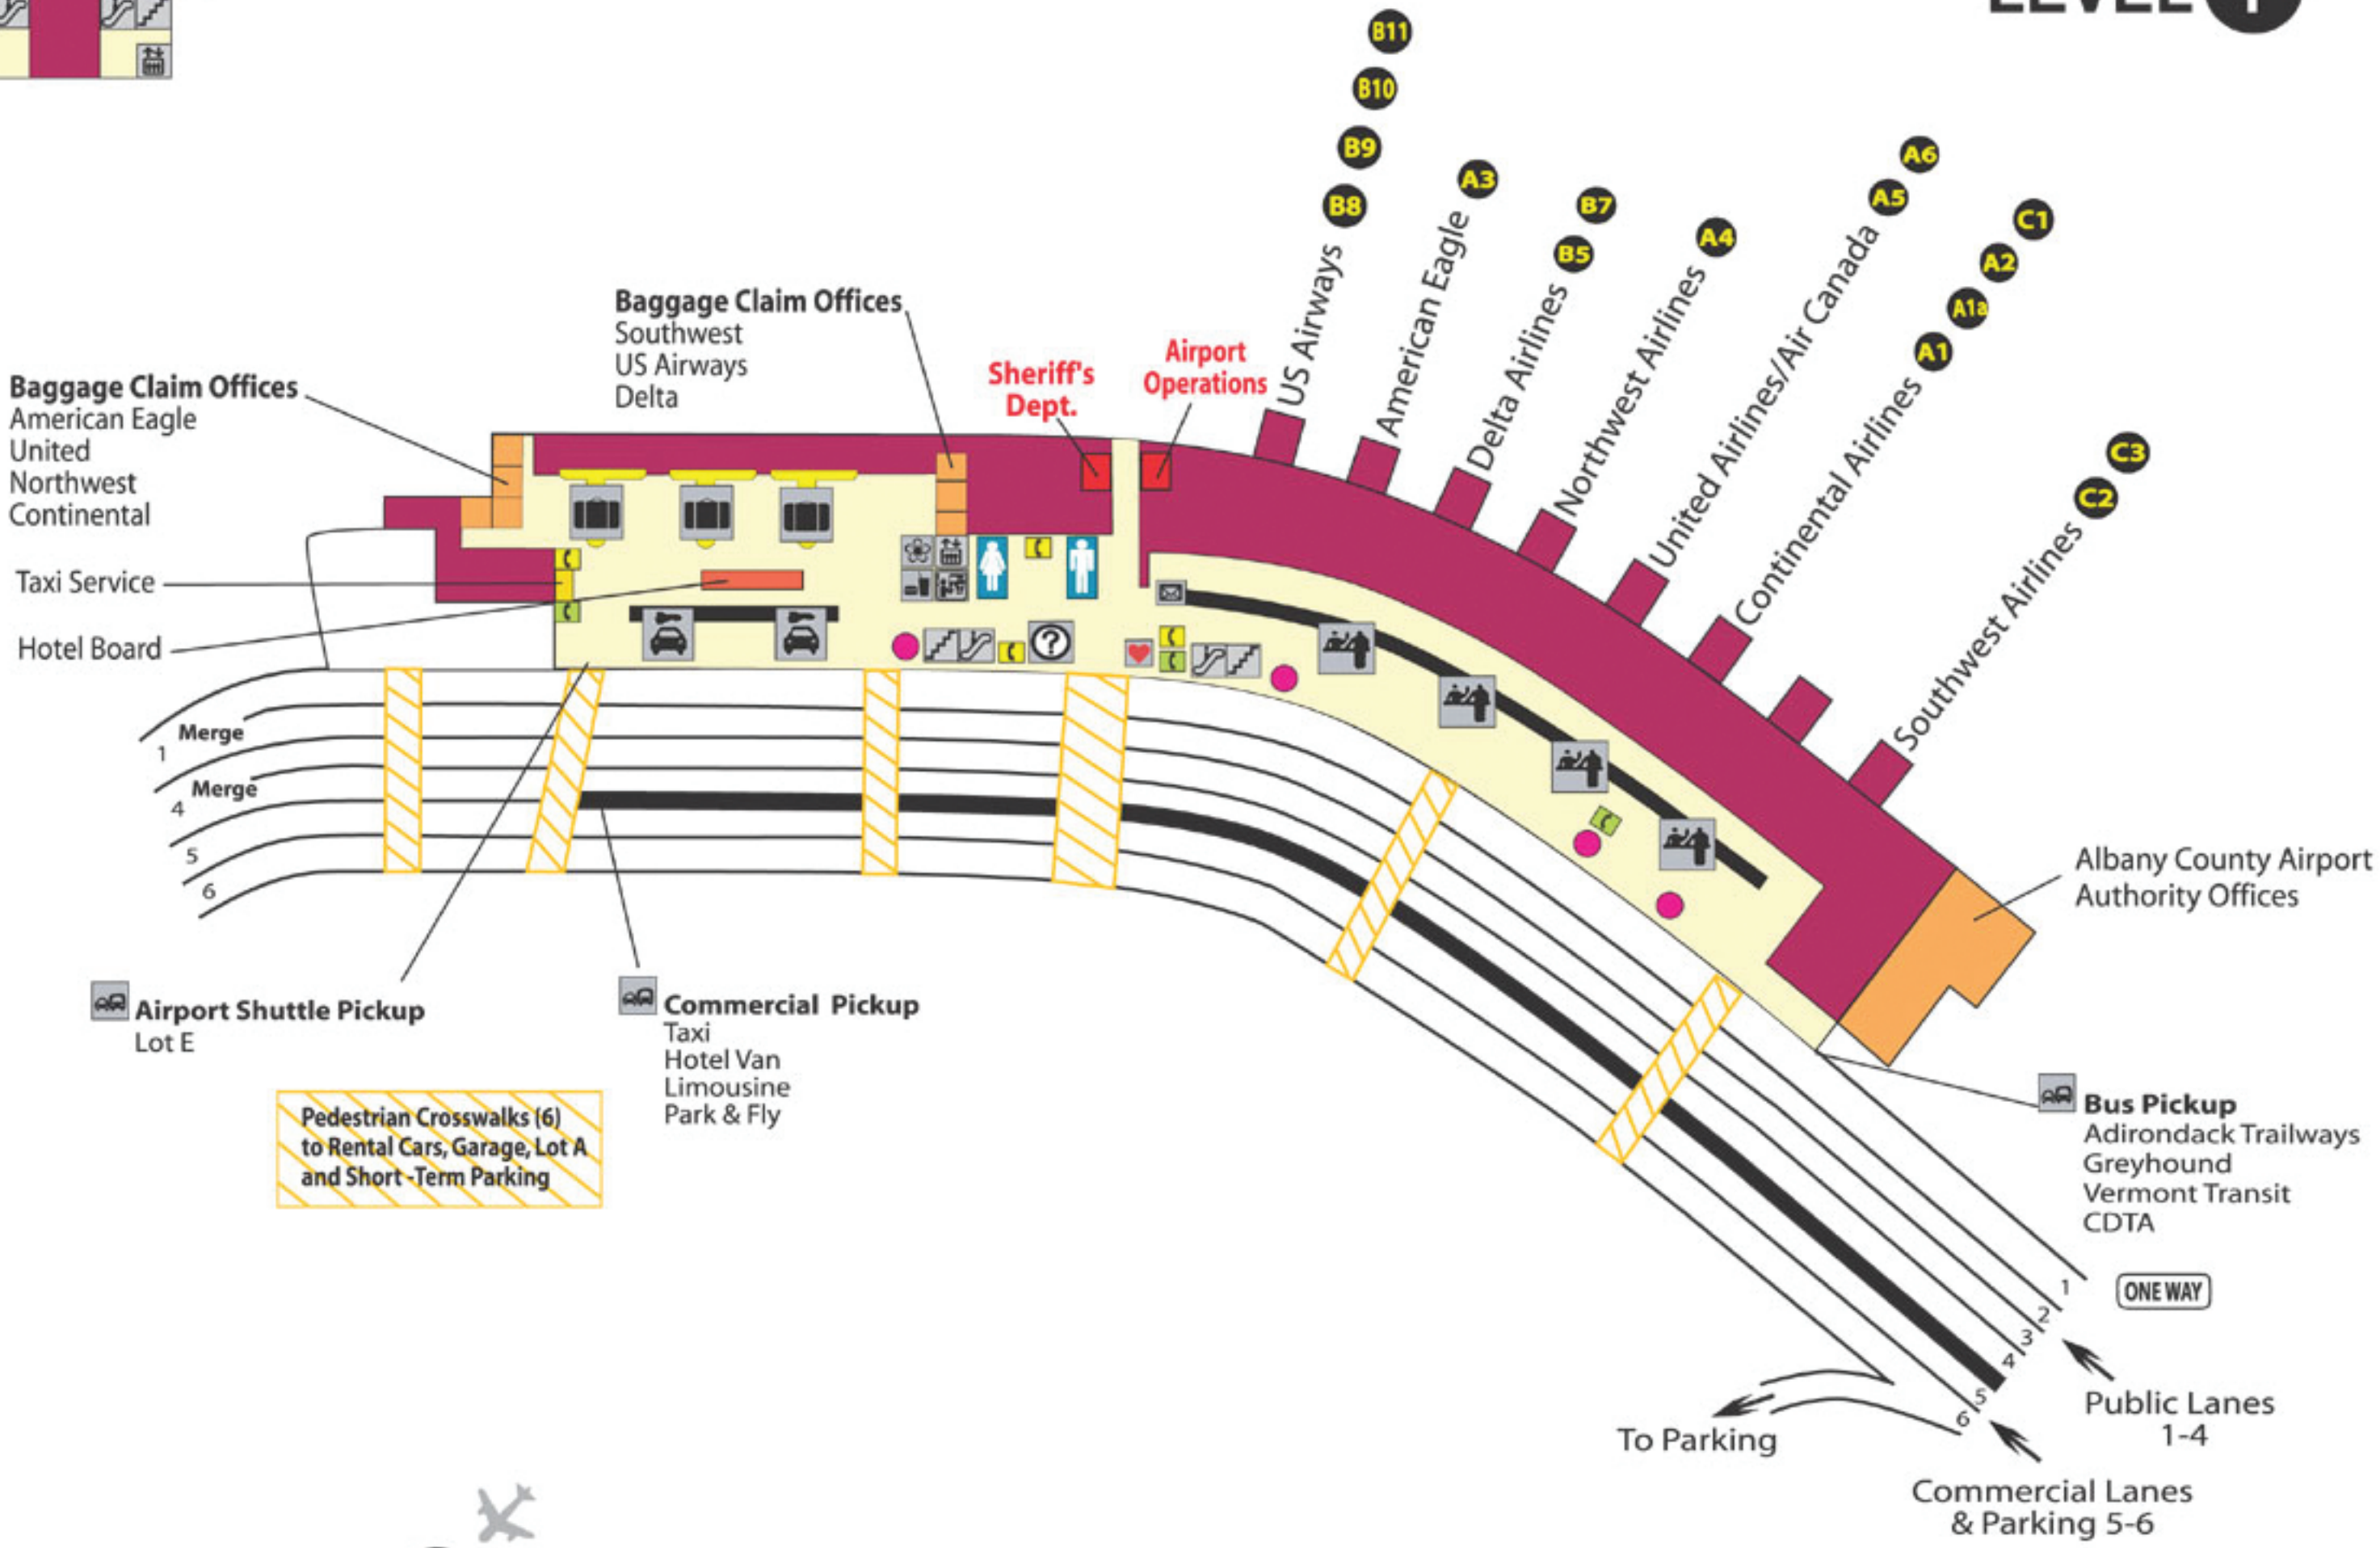 LEVEL 1
B11
B10
B9
B8
US Airways
A3
American Eagle
B7
B5
Delta Airlines
A4
Northwest Airlines
A6
A5
United Airlines/Air Canada
C1
A2
A1a
A1
Continental Airlines
C3
C2
Southwest Airlines
Baggage Claim Offices
Southwest
US Airways
Delta
Sheriff's
Dept.
Airport
Operations
Baggage Claim Offices
American Eagle
United
Northwest
Continental
Taxi Service
Hotel Board
?
Merge
1
Merge
4
5
6
Albany County Airport
Authority Offices
Airport Shuttle Pickup
Lot E
Commercial Pickup
Taxi
Hotel Van
Limousine
Park & Fly
Pedestrian Crosswalks (6)
to Rental Cars, Garage, Lot A
and Short -Term Parking
Bus Pickup
Adirondack Trailways
Greyhound
Vermont Transit
CDTA
1
2
3
4
5
6
ONE WAY
Public Lanes
1-4
To Parking
Commercial Lanes
& Parking 5-6